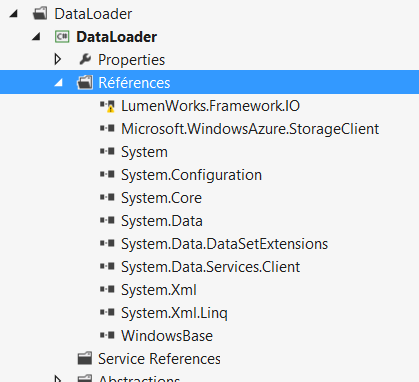 DataLoader
C# DataLoader
Properties
Références
LumenWorks.Framework.IO
Microsoft.WindowsAzure.StorageClient
System
System.Configuration
System.Core
System.Data
System.Data.DataSetExtensions
System.Data.Services.Client
System.Xml
System.Xml.Linq
WindowsBase
Service References
Abstractions